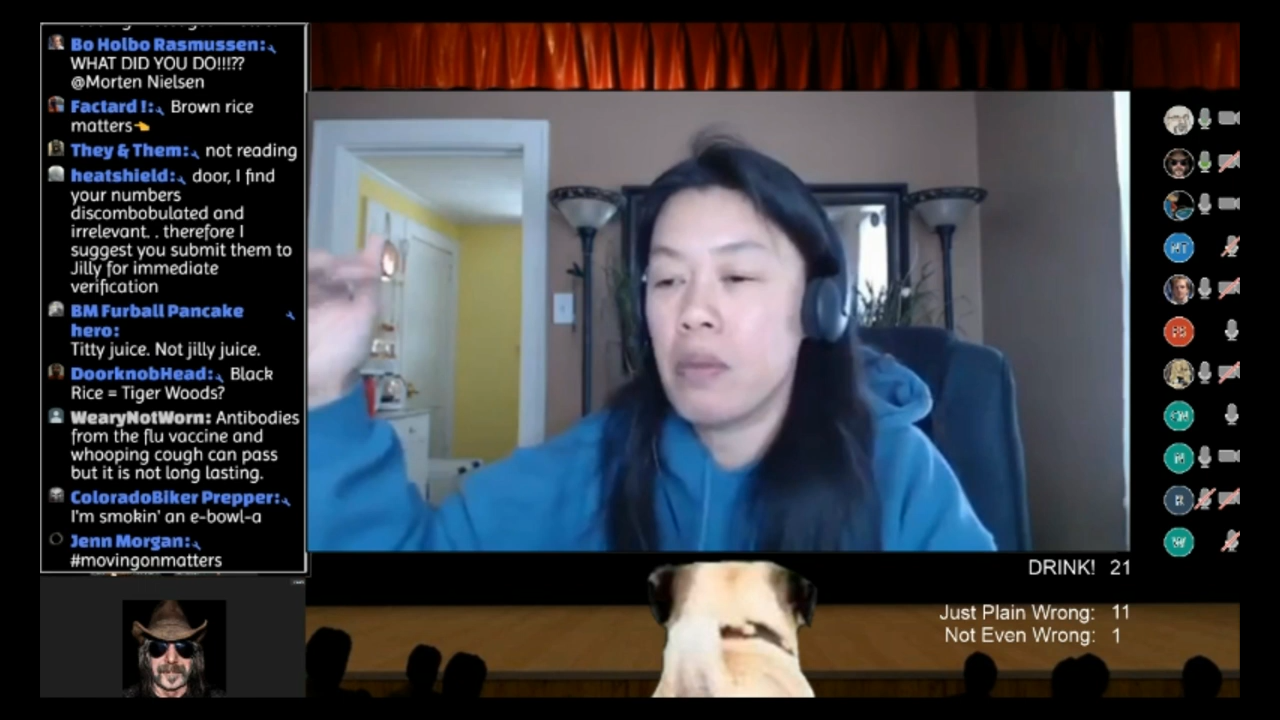 Bo Holbo Rasmussen:
WHAT DID YOU DO!!!??
@Morten Nielsen
Factard !: Brown rice
matters👈
They & Them: not reading
heatshield: door, I find
your numbers
discombobulated and
irrelevant. . therefore I
suggest you submit them to
Jilly for immediate
verification
BM Furball Pancake
hero:
Titty juice. Not jilly juice.
DoorknobHead: Black
Rice = Tiger Woods?
WearyNotWorn: Antibodies
from the flu vaccine and
whooping cough can pass
but it is not long lasting.
ColoradoBiker Prepper:
I'm smokin' an e-bowl-a
Jenn Morgan:
#movingonmatters
DRINK! 21
Just Plain Wrong: 11
Not Even Wrong: 1